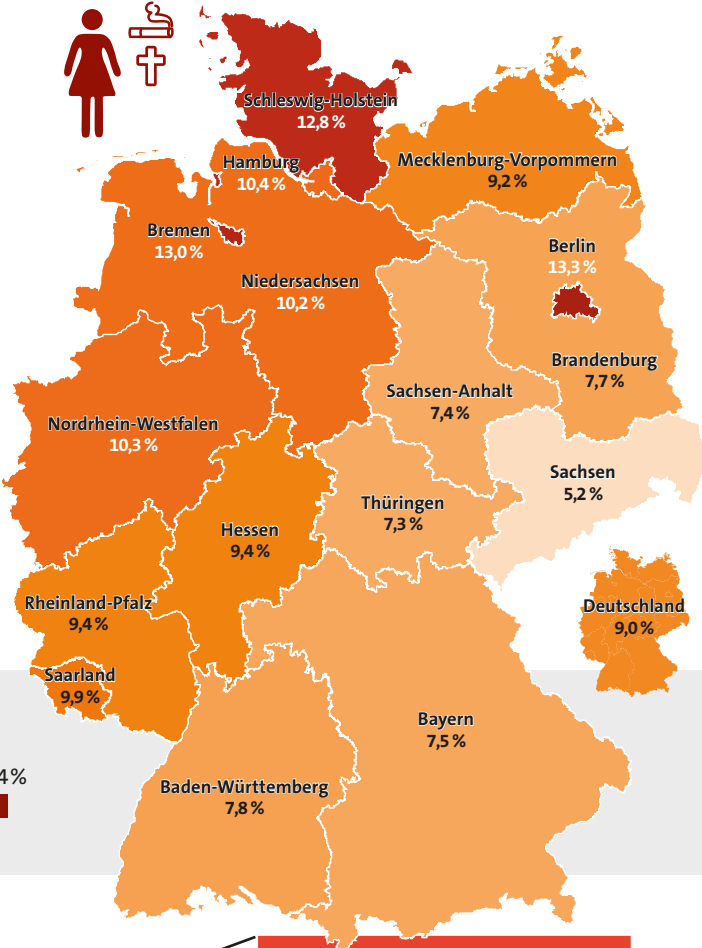 Schleswig-Holstein
12,8 %
Hamburg
10,4 %
Mecklenburg-Vorpommern
9,2 %
Bremen
13,0 %
Berlin
13,3 %
Niedersachsen
10,2 %
Brandenburg
7,7 %
Sachsen-Anhalt
7,4 %
Nordrhein-Westfalen
10,3 %
Sachsen
5,2 %
Thüringen
7,3 %
Hessen
9,4 %
Rheinland-Pfalz
9,4 %
Deutschland
9,0 %
Saarland
9,9 %
Bayern
7,5 %
4 %
Baden-Württemberg
7,8 %